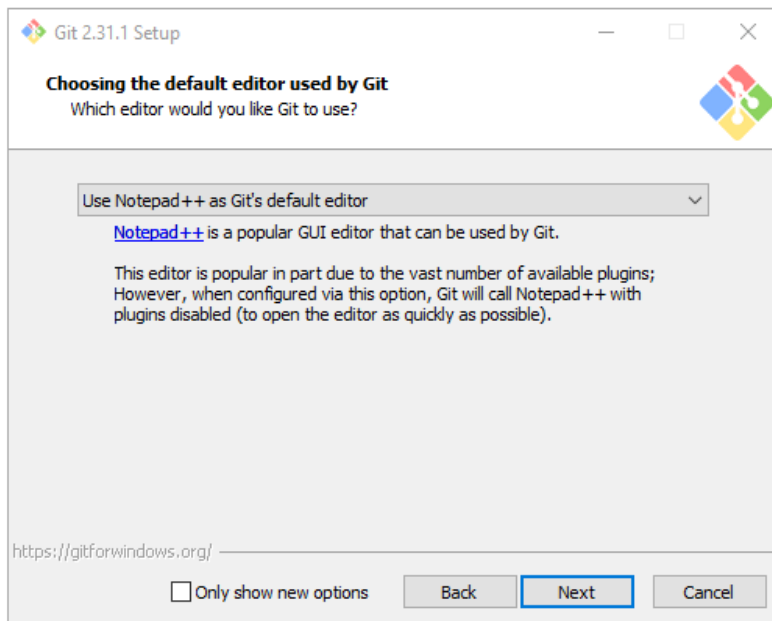 Git 2.31.1 Setup
Choosing the default editor used by Git
Which editor would you like Git to use?
Use Notepad++ as Git's default editor
Notepad++ is a popular GUI editor that can be used by Git.
This editor is popular in part due to the vast number of available plugins;
However, when configured via this option, Git will call Notepad++ with
plugins disabled (to open the editor as quickly as possible).
https://gitforwindows.org/
Only show new options Back Next Cancel